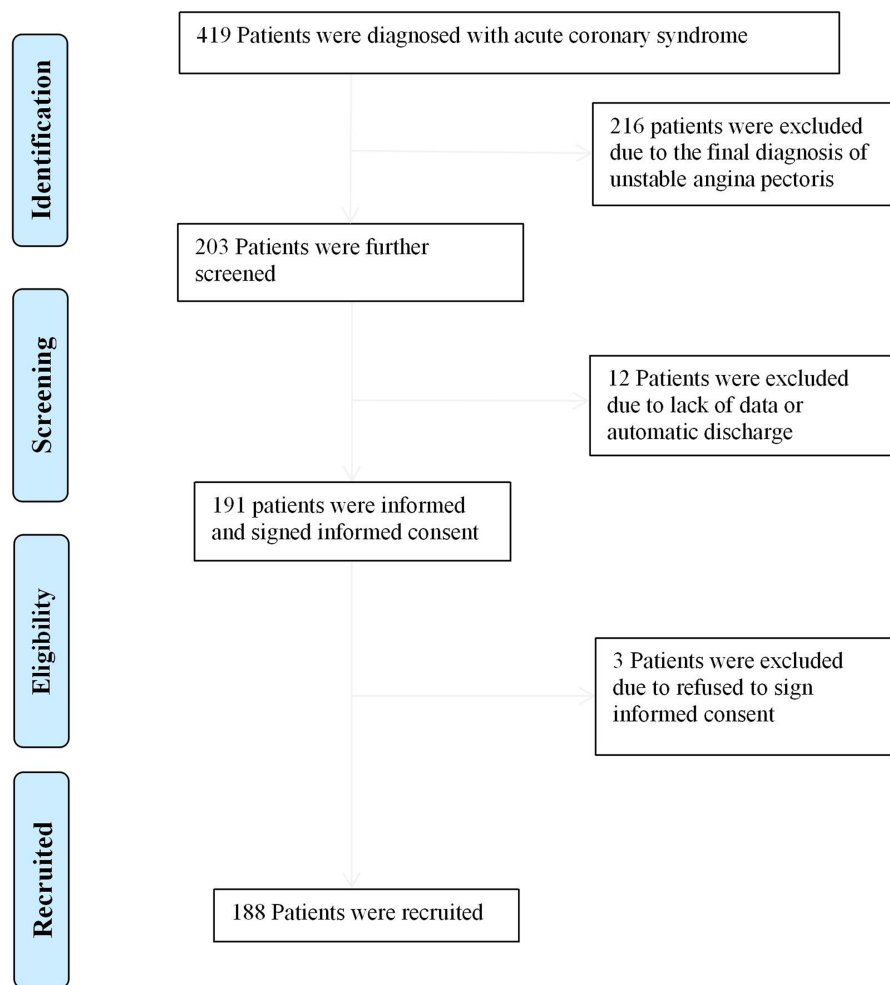 419 Patients were diagnosed with acute coronary syndrome
Identification
216 patients were excluded
due to the final diagnosis of
unstable angina pectoris
203 Patients were further
screened
Screening
12 Patients were excluded
due to lack of data or
automatic discharge
191 patients were informed
and signed informed consent
Eligibility
3 Patients were excluded
due to refused to sign
informed consent
Recruited
188 Patients were recruited